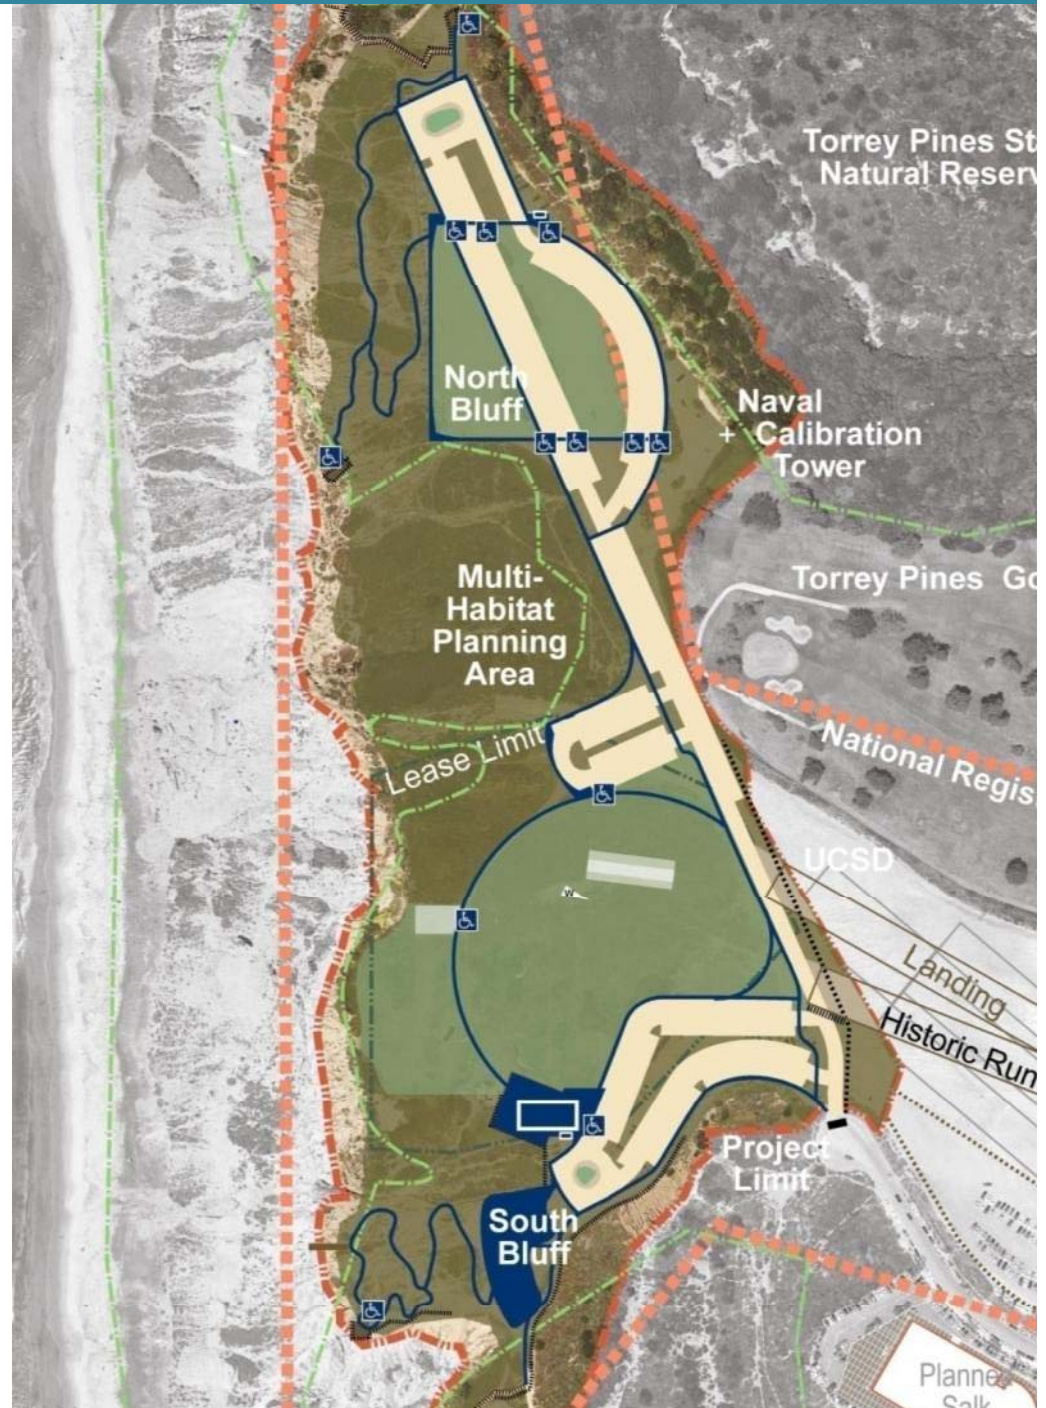 Torrey Pines St
Natural Reserv
North
Bluff
Naval
+ Calibration
Tower
Multi-
Habitat
Planning
Area
Torrey Pines Go
Lease Limit
National Regis
UCSD
W
Landing
Historic Run
Project
Limit
South
Bluff
Planne
Salk